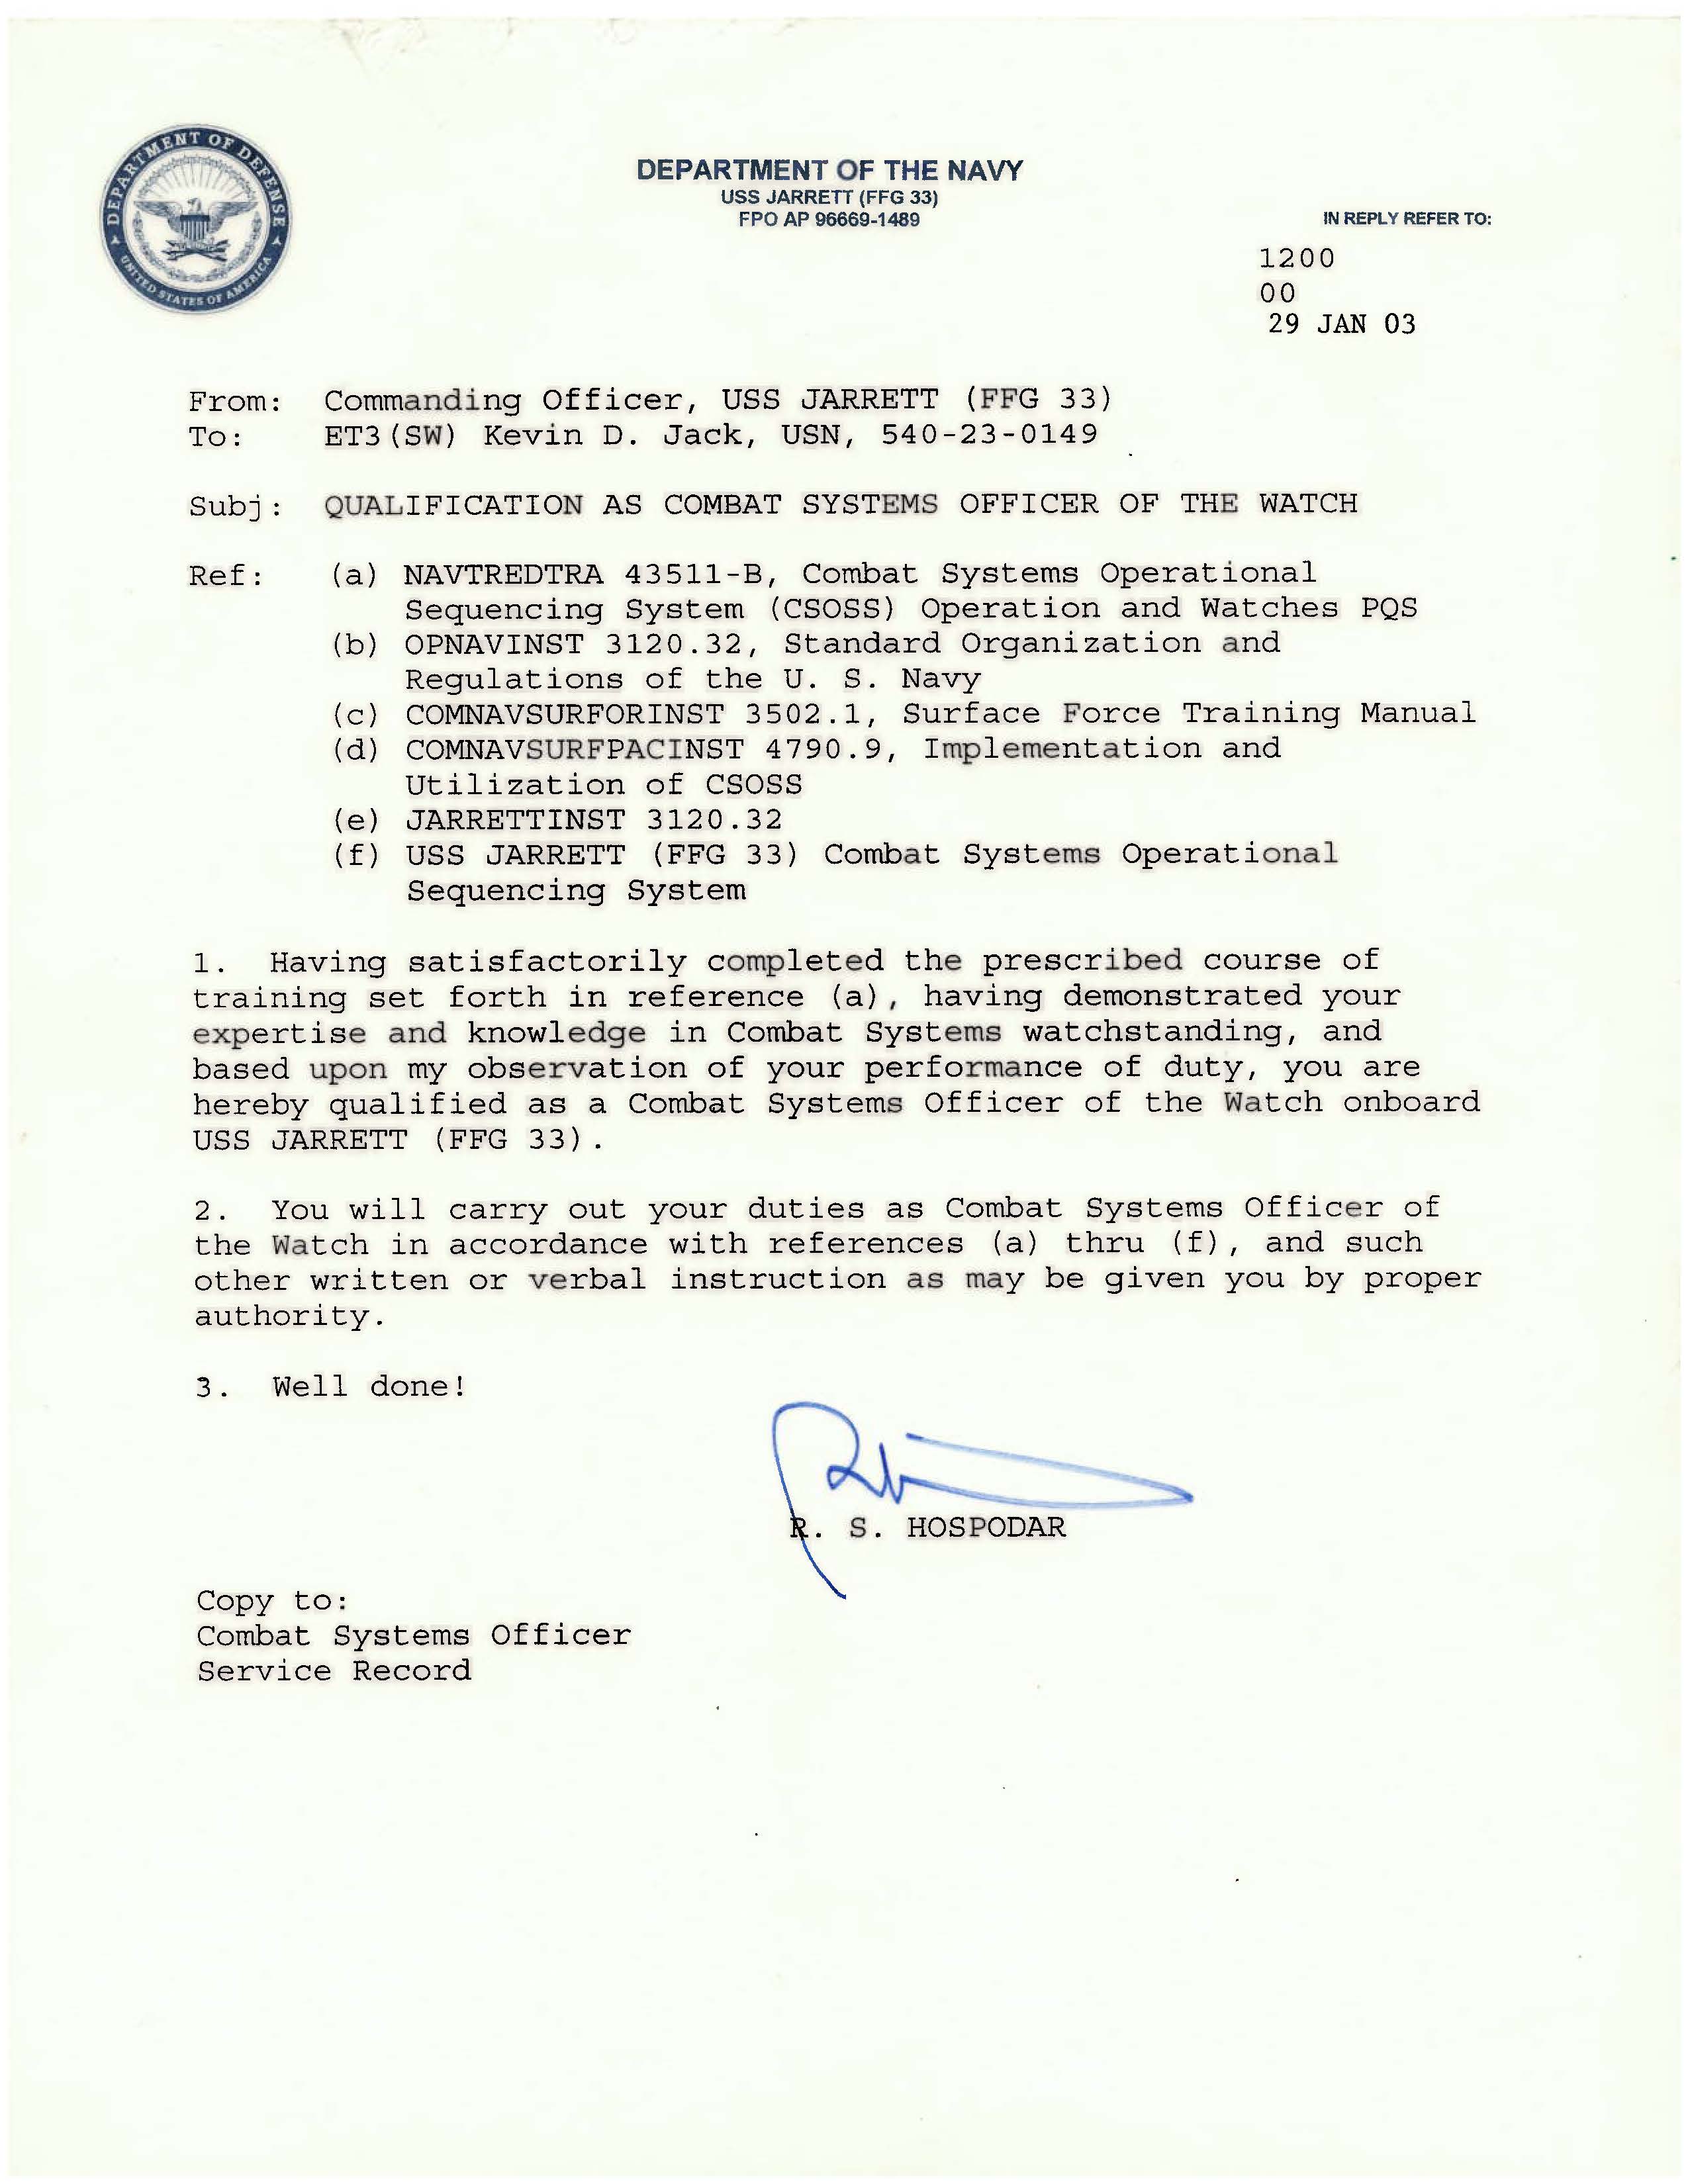 DEPARTMENT OF DEFENSE
UNITED STATES OF AMERICA
DEPARTMENT OF THE NAVY
USS JARRETT (FFG 33)
FPO AP 96669-1489
IN REPLY REFER TO:
1200
00
29 JAN 03
From: Commanding Officer, USS JARRETT (FFG 33)
To: ET3(SW) Kevin D. Jack, USN, 540-23-0149
Subj: QUALIFICATION AS COMBAT SYSTEMS OFFICER OF THE WATCH
Ref: (a) NAVTREDTRA 43511-B, Combat Systems Operational
Sequencing System (CSOSS) Operation and Watches PQS
(b) OPNAVINST 3120.32, Standard Organization and
Regulations of the U. S. Navy
(c) COMNAVSURFORINST 3502.1, Surface Force Training Manual
(d) COMNAVSURFPACINST 4790.9, Implementation and
Utilization of CSOSS
(e) JARRETTINST 3120.32
(f) USS JARRETT (FFG 33) Combat Systems Operational
Sequencing System
1. Having satisfactorily completed the prescribed course of
training set forth in reference (a), having demonstrated your
expertise and knowledge in Combat Systems watchstanding, and
based upon my observation of your performance of duty, you are
hereby qualified as a Combat Systems Officer of the Watch onboard
USS JARRETT (FFG 33).
2. You will carry out your duties as Combat Systems Officer of
the Watch in accordance with references (a) thru (f), and such
other written or verbal instruction as may be given you by proper
authority.
3. Well done!
R. S. HOSPODAR
Copy to:
Combat Systems Officer
Service Record